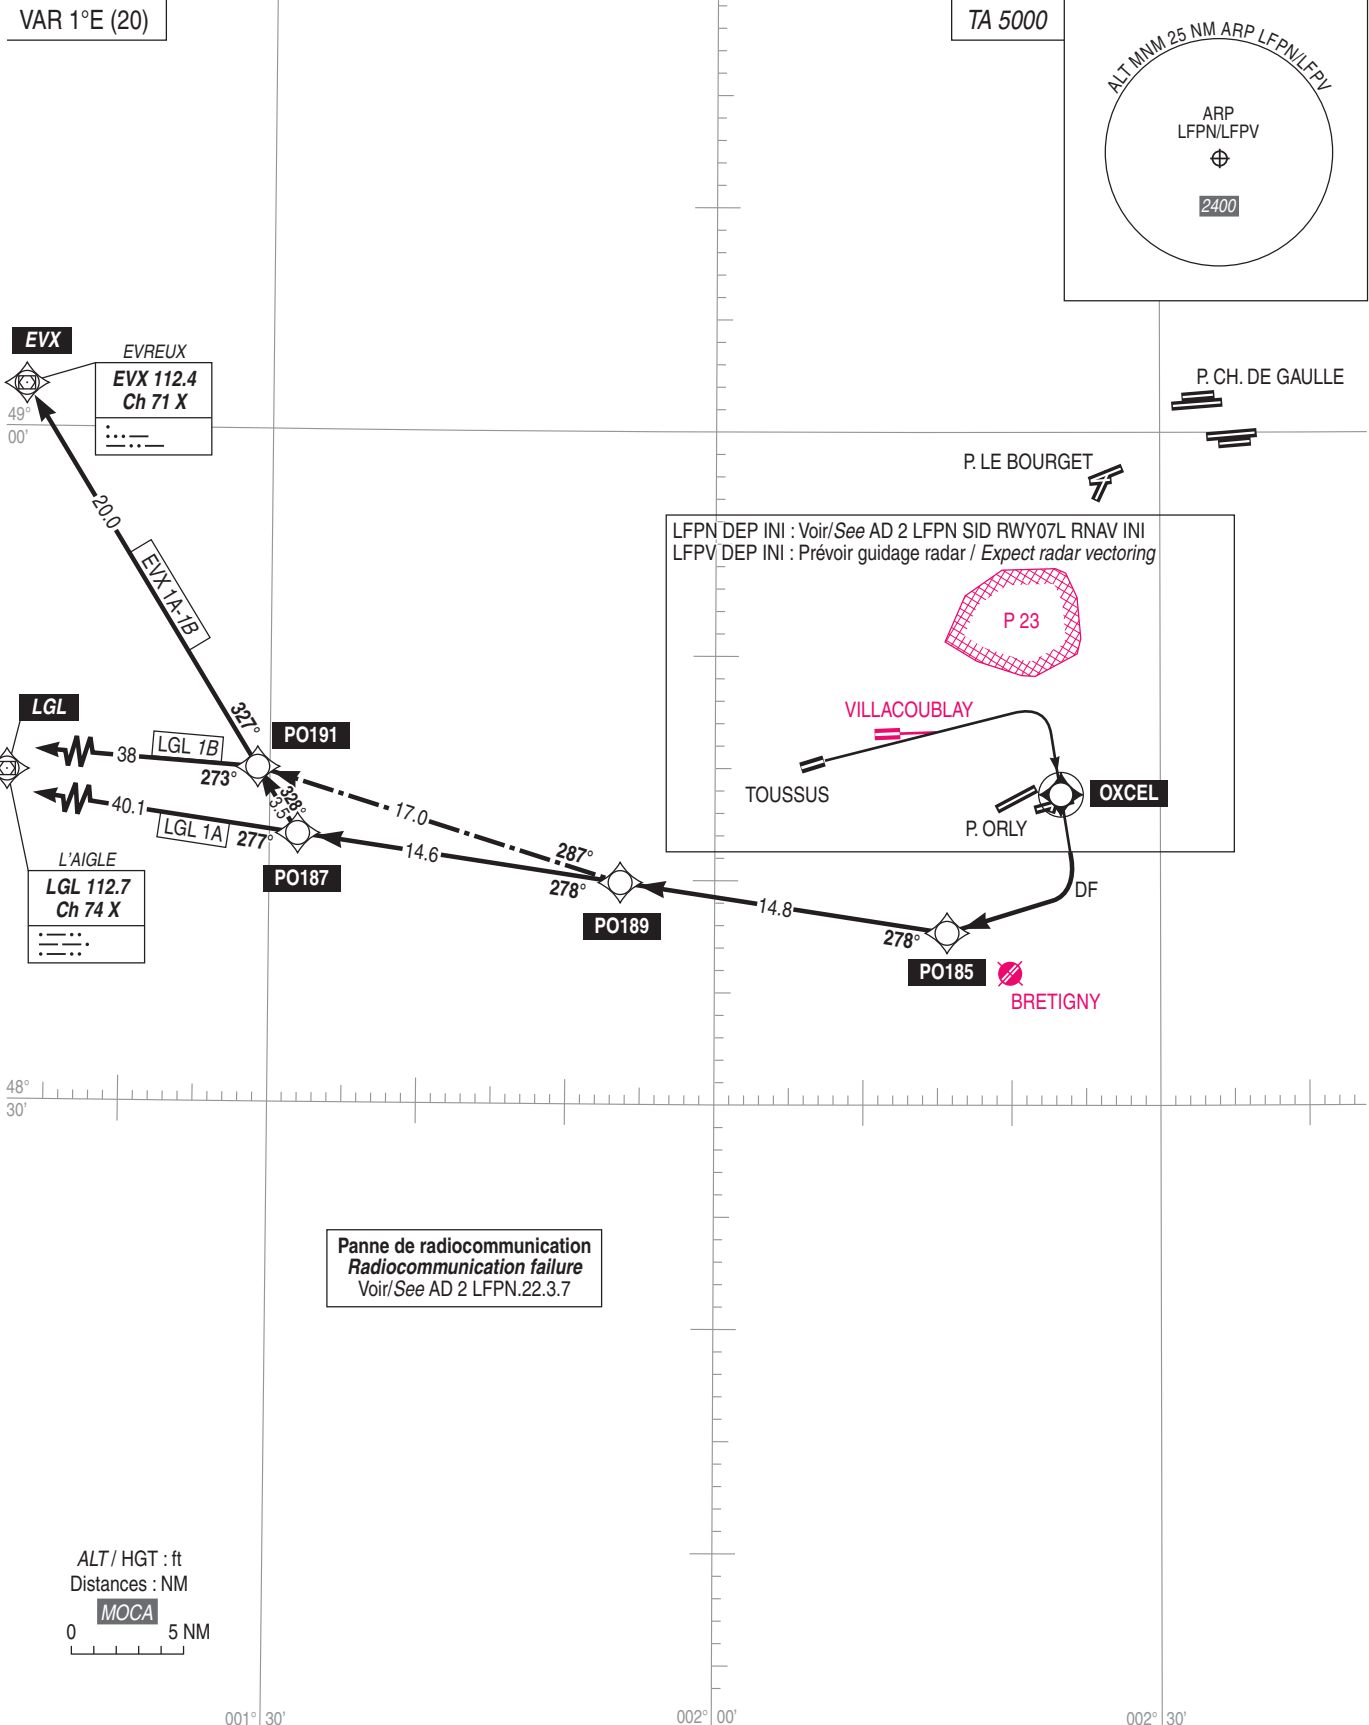 VAR 1°E (20)
TA 5000
ALT MNM 25 NM ARP LFPN/LFPV
ARP
LFPN/LFPV
2400
EVX
EVREUX
EVX 112.4
Ch 71 X
49°
00'
P. CH. DE GAULLE
P. LE BOURGET
20.0
EVX 1A-1B
LFPN DEP INI : Voir/See AD 2 LFPN SID RWY07L RNAV INI
LFPV DEP INI : Prévoir guidage radar / Expect radar vectoring
P 23
LGL
327°
PO191
VILLACOUBLAY
LGL 1B
38
273°
TOUSSUS
OXCEL
P. ORLY
328°
3.5
17.0
40.1
LGL 1A
277°
14.6
287°
278°
L'AIGLE
LGL 112.7
Ch 74 X
PO187
PO189
14.8
DF
278°
PO185
BRETIGNY
48°
30'
Panne de radiocommunication
Radiocommunication failure
Voir/See AD 2 LFPN.22.3.7
ALT / HGT : ft
Distances : NM
MOCA
0 5 NM
001° 30'
002° 00'
002° 30'